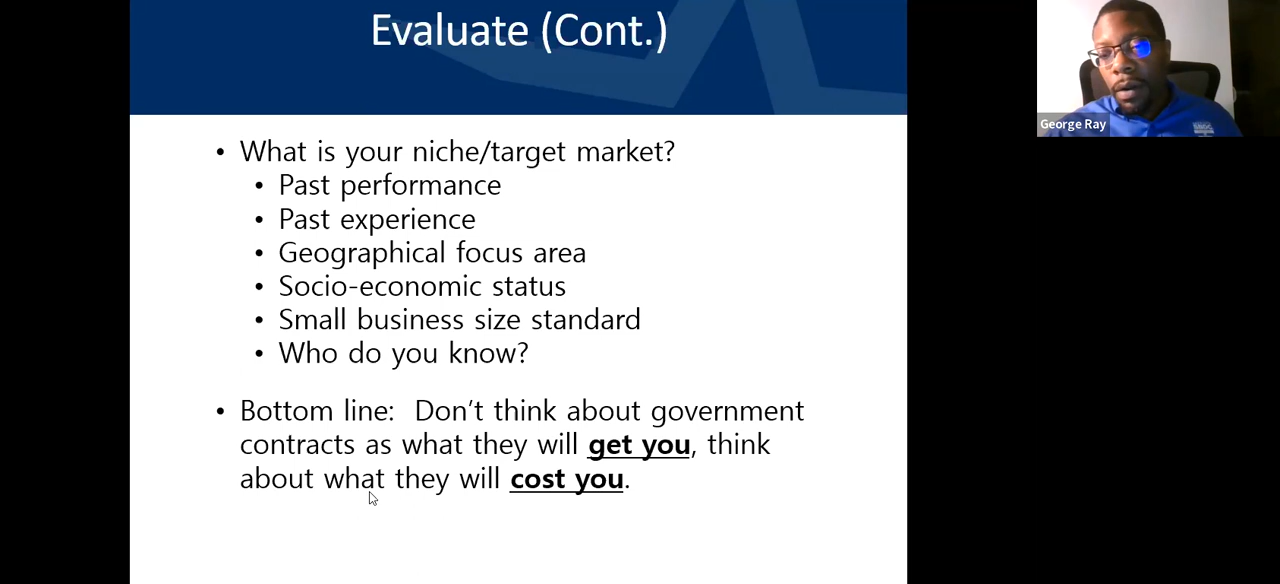 Evaluate (Cont.)
• What is your niche/target market?
• Past performance
• Past experience
• Geographical focus area
• Socio-economic status
• Small business size standard
• Who do you know?
• Bottom line:  Don't think about government
contracts as what they will get you, think
about what they will cost you.
George Ray